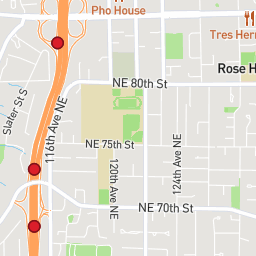 Pho House
Tres Herr
Rose H
NE 80th St
Slater St S
116th Ave NE
NE 75th St
120th Ave NE
124th Ave NE
NE 70th St